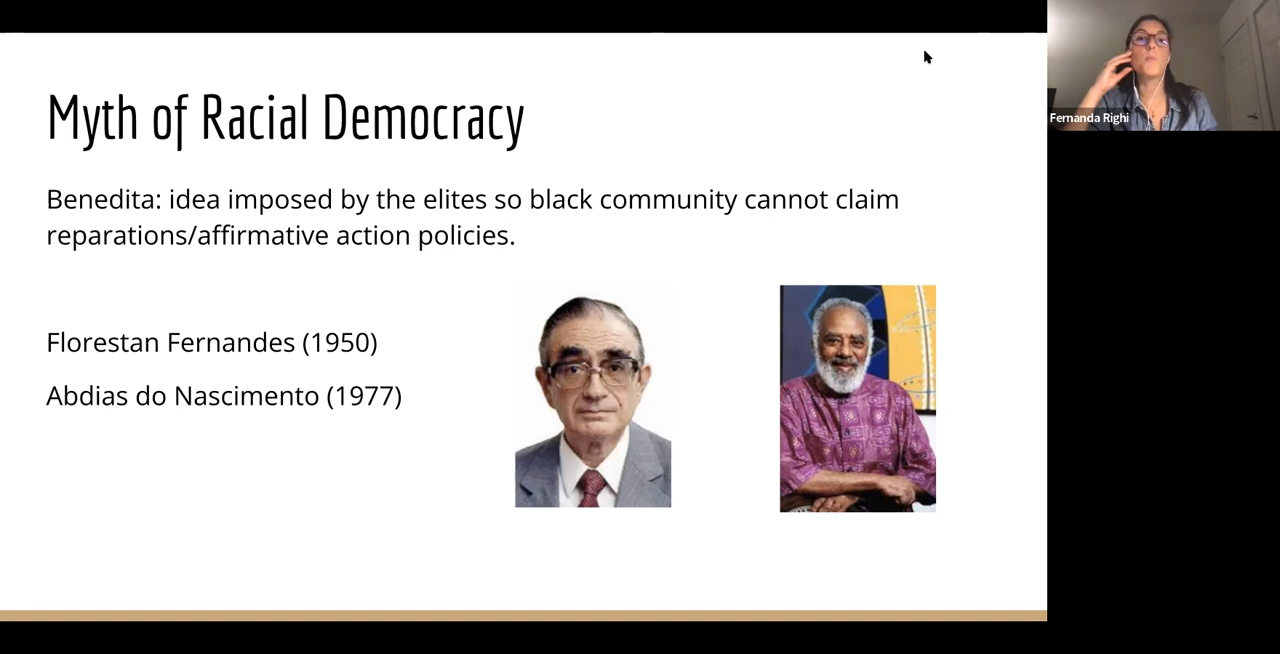 Myth of Racial Democracy
Benedita: idea imposed by the elites so black community cannot claim
reparations/affirmative action policies.
Florestan Fernandes (1950)
Abdias do Nascimento (1977)
Fernanda Righi